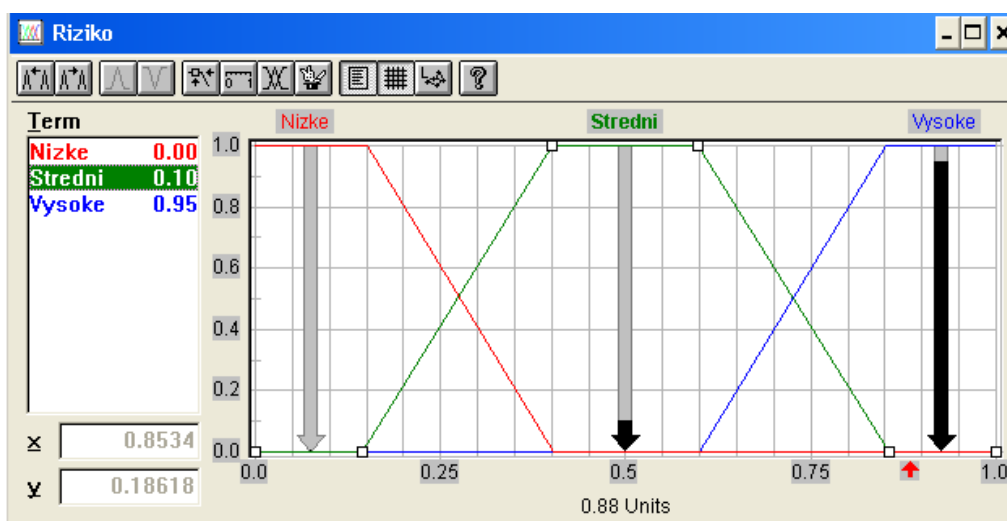 Riziko
Term
Nizke 0.00
Stredni 0.10
Vysoke 0.95
x 0.8534
y 0.18618
Nizke Stredni Vysoke
1.0
0.8
0.6
0.4
0.2
0.0
0.0 0.25 0.5 0.75 1.0
0.88 Units